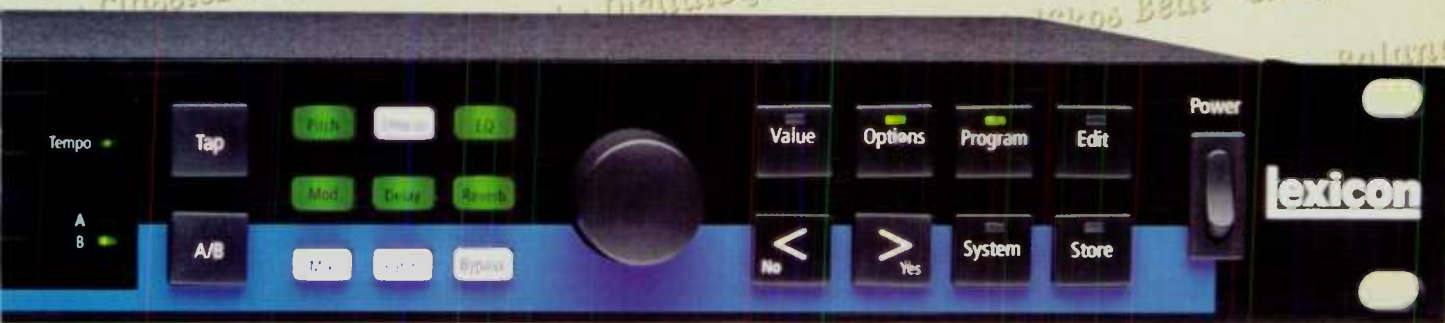 Tempo
A
B
Tap
A/B
Pitch
EQ
Mod
Delay
Reverb
Bypass
Value
Options
Program
Edit
<
No
>
Yes
System
Store
Power
lexicon